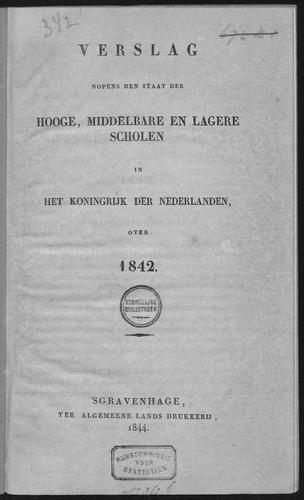 342
VERSLAG
NOPENS DEN STAAT DER
HOOGE, MIDDELBARE EN LAGERE
SCHOLEN
IN
HET KONINGRIJK DER NEDERLANDEN,
OVER
1842.
KONINKLIJKE
BIBLIOTHEEK
'SGRAVENHAGE,
TER ALGEMEENE LANDS DRUKKERIJ,
1844.
RIJKSCOMMISSIE
VOOR
STATISTIEK